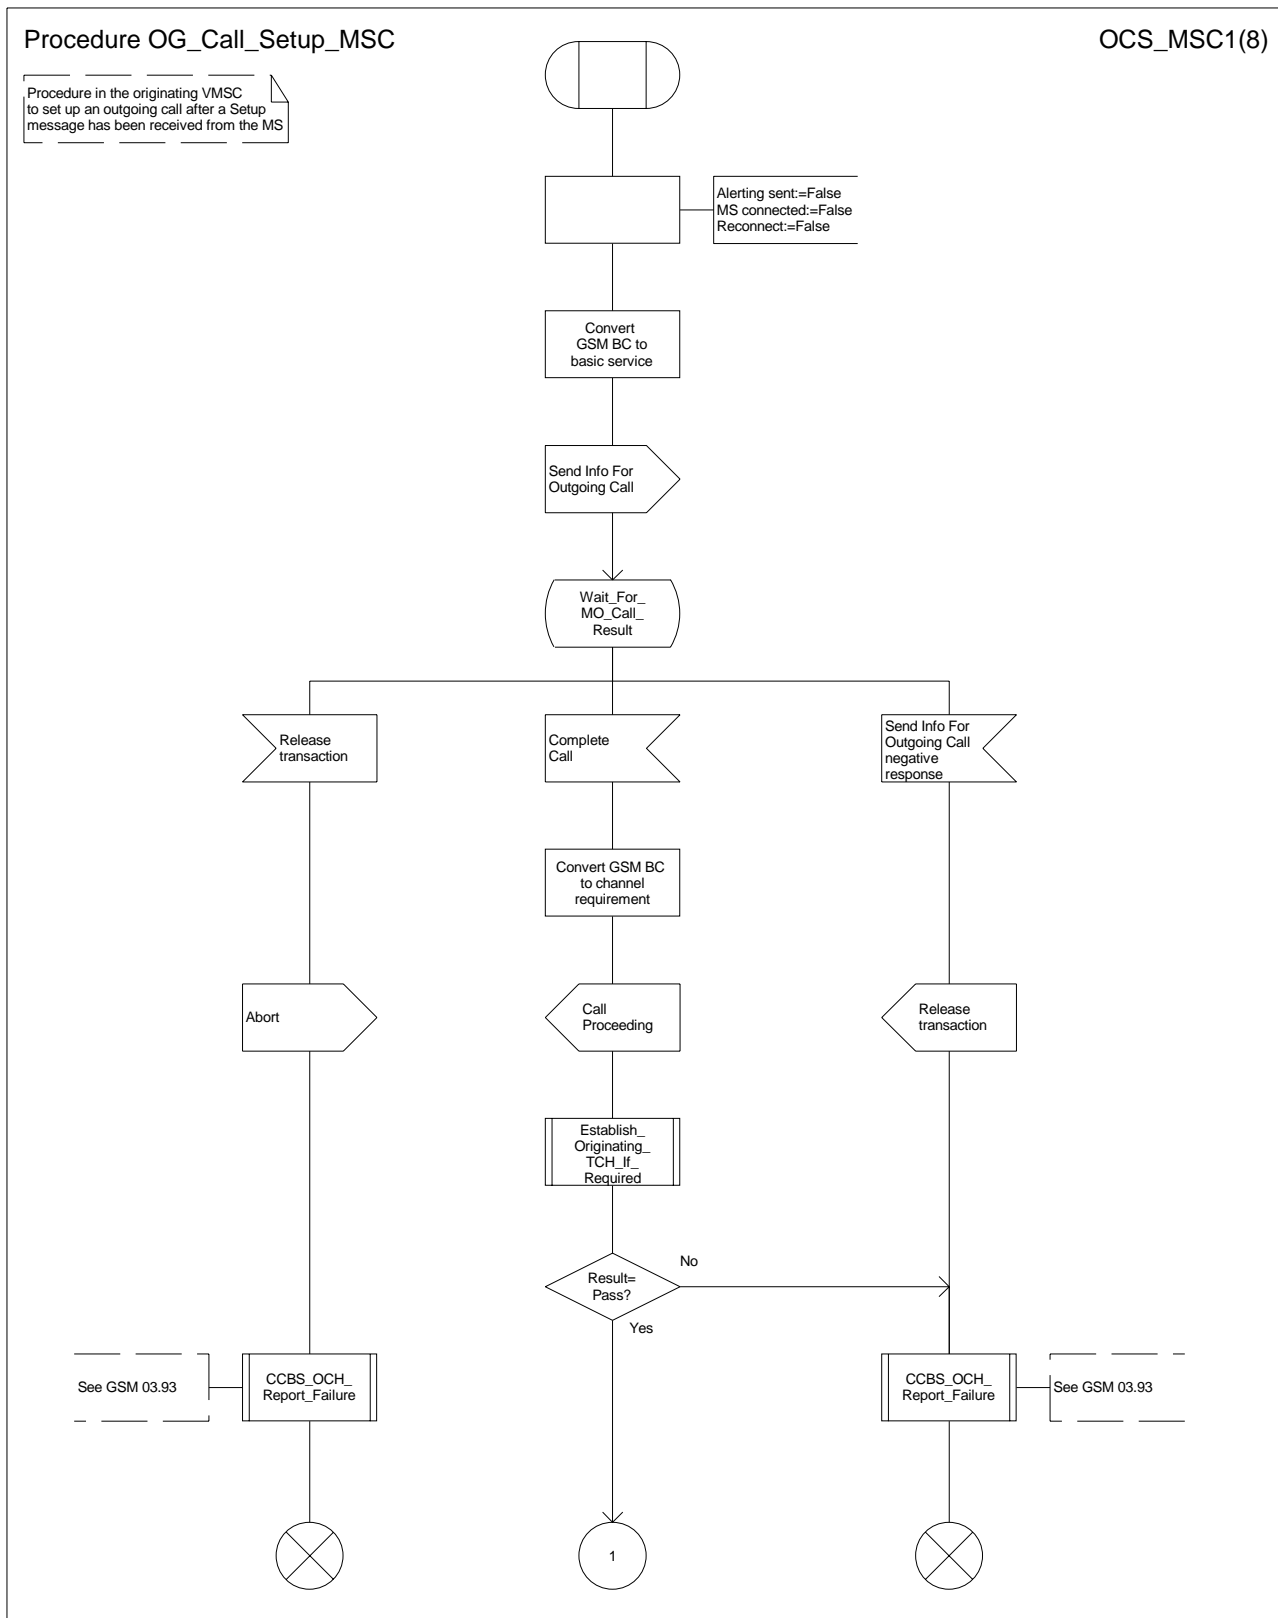 Procedure OG_Call_Setup_MSC
OCS_MSC1(8)
Procedure in the originating VMSC
to set up an outgoing call after a Setup
message has been received from the MS
Alerting sent:=False
MS connected:=False
Reconnect:=False
Convert
GSM BC to
basic service
Send Info For
Outgoing Call
Wait_For_
MO_Call_
Result
Release
transaction
Complete
Call
Send Info For
Outgoing Call
negative
response
Convert GSM BC
to channel
requirement
Abort
Call
Proceeding
Release
transaction
Establish_
Originating_
TCH_If_
Required
Result=
Pass?
No
Yes
See GSM 03.93
CCBS_OCH_
Report_Failure
CCBS_OCH_
Report_Failure
See GSM 03.93
1